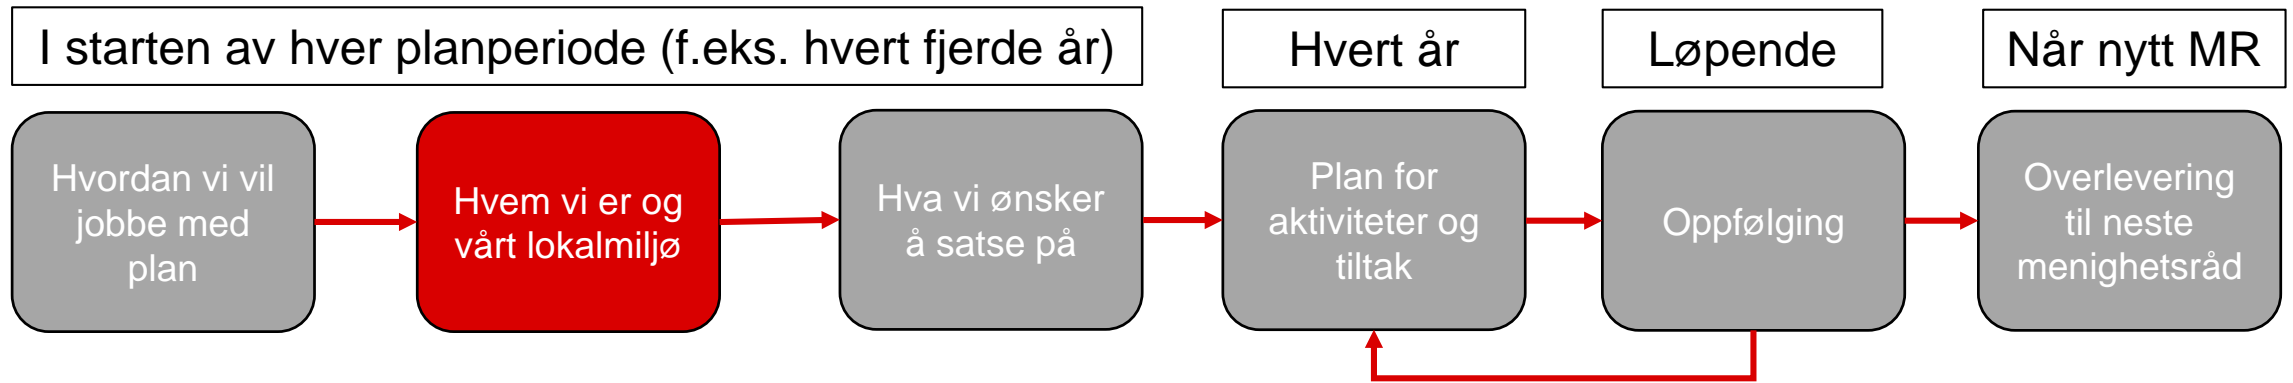 I starten av hver planperiode (f.eks. hvert fjerde år)
Hvert år
Løpende
Når nytt MR
Hvordan vi vil
jobbe med
plan
Hvem vi er og
vårt lokalmiljø
Hva vi ønsker
å satse på
Plan for
aktiviteter og
tiltak
Oppfølging
Overlevering
til neste
menighetsråd